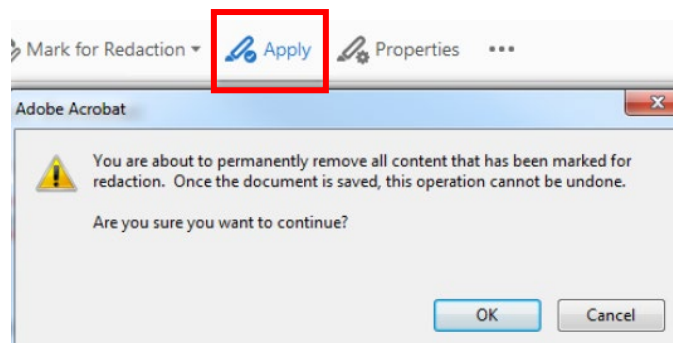 Mark for Redaction Apply Properties
Adobe Acrobat
You are about to permanently remove all content that has been marked for
redaction. Once the document is saved, this operation cannot be undone.
Are you sure you want to continue?
OK Cancel